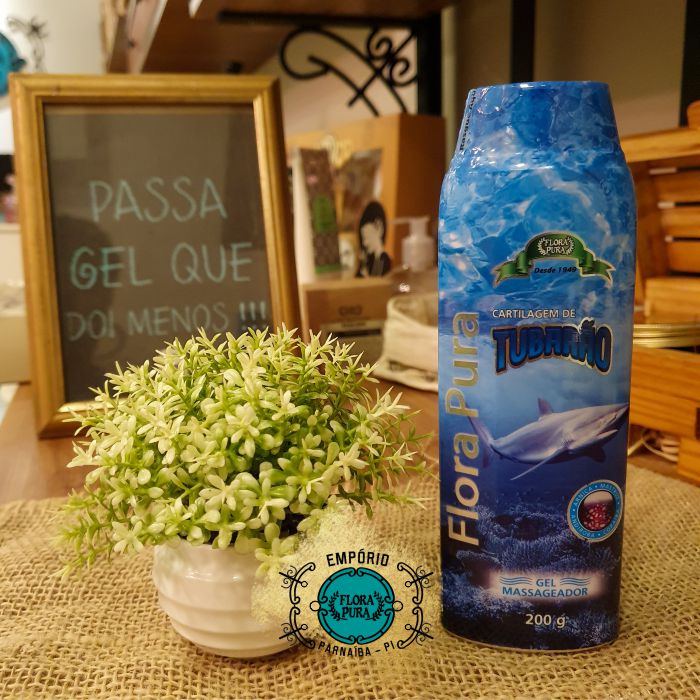 PASSA
GEL QUE
DOI MENOS !!!
FLORA
PURA
Desde 1949
CARTILAGEM DE
TUBARÃO
Flora Pura
GEL
MASSAGEADOR
200 g
EMPÓRIO
FLORA
PURA
PARNAÍBA - PI